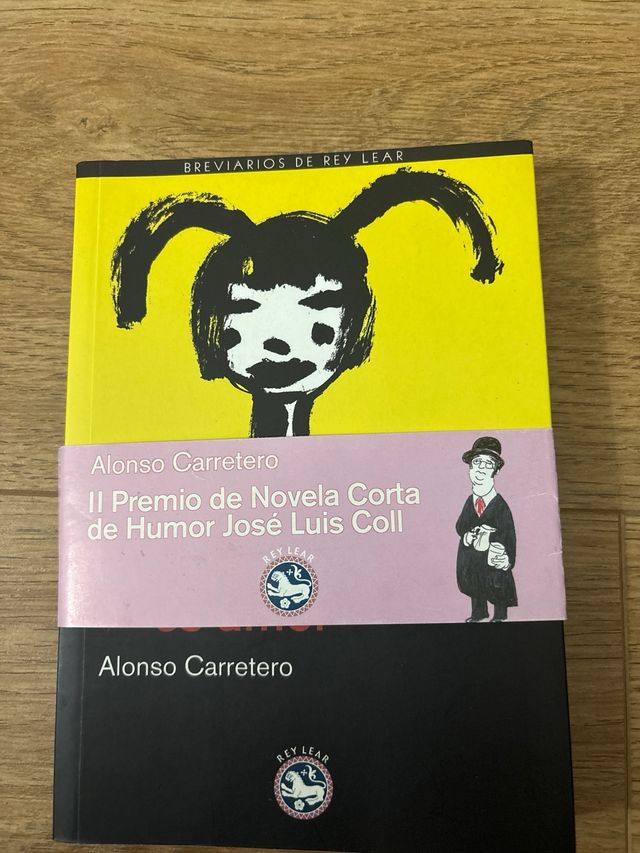 BREVIARIOS DE REY LEAR
Alonso Carretero
II Premio de Novela Corta
de Humor José Luis Coll
REY LEAR
Alonso Carretero
REY LEAR